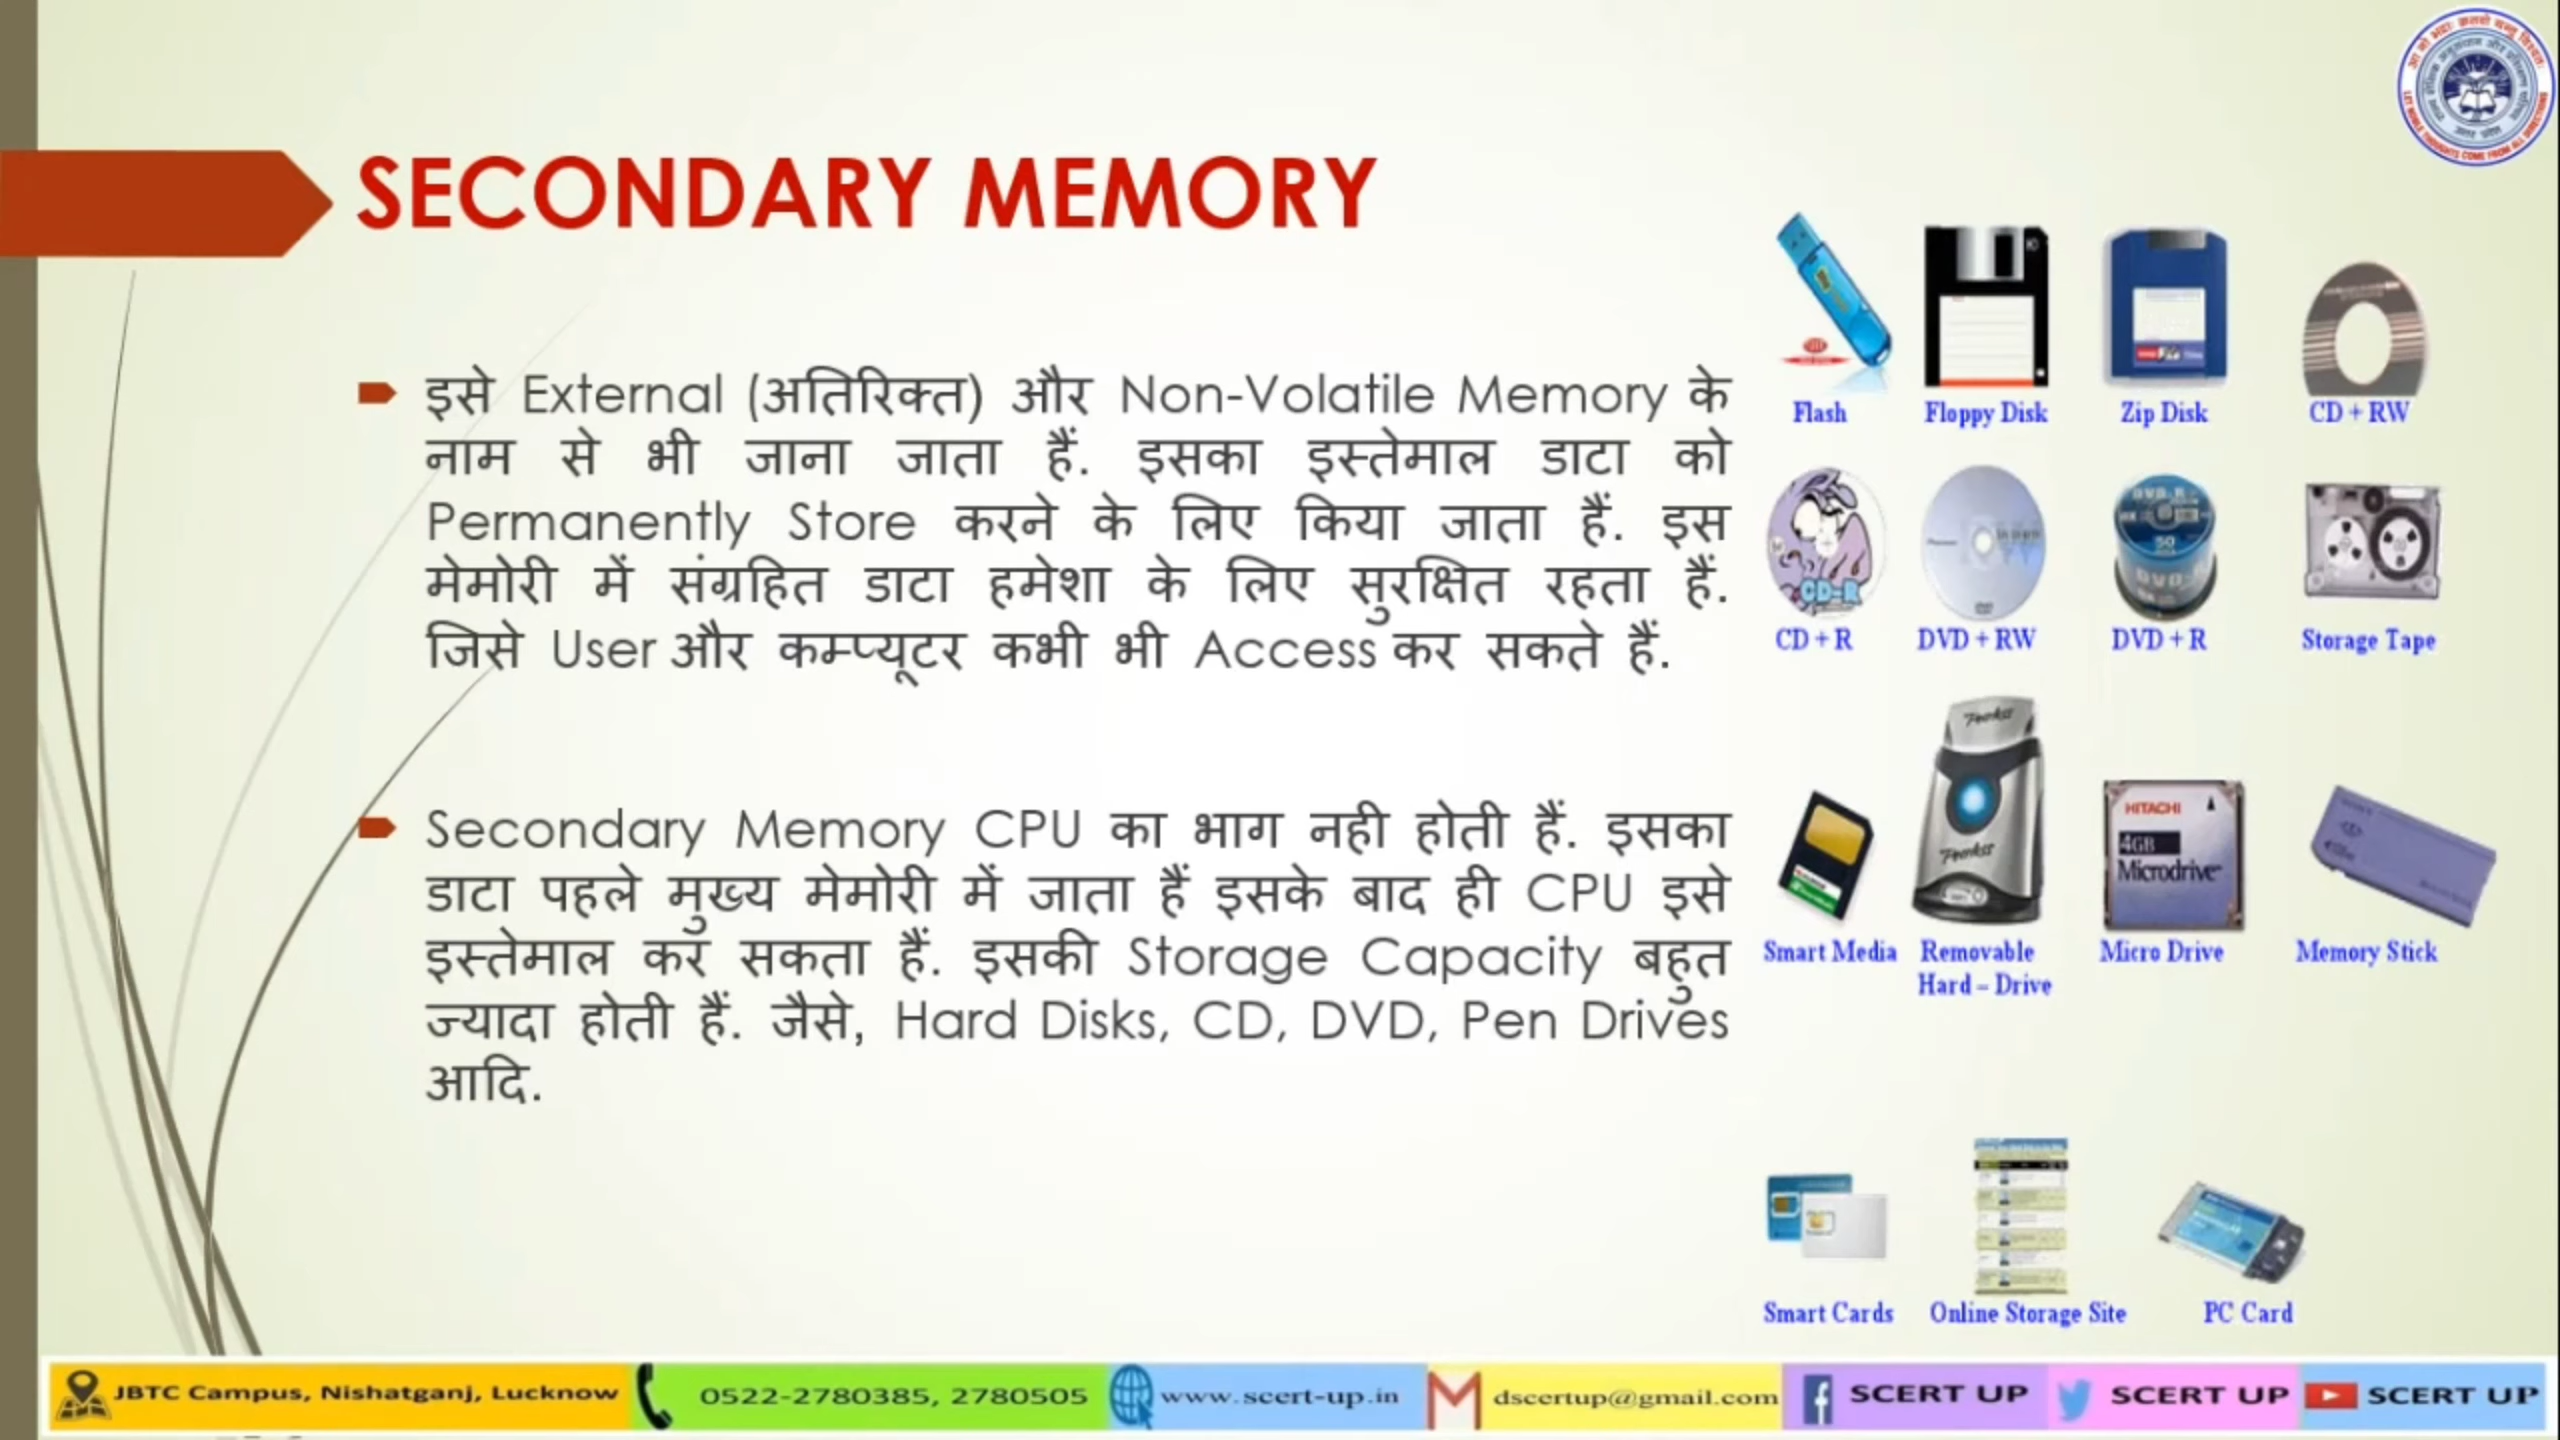 SECONDARY MEMORY
इसे External (अतिरिक्त) और Non-Volatile Memory के
नाम से भी जाना जाता हैं. इसका इस्तेमाल डाटा को
Permanently Store करने के लिए किया जाता हैं. इस
मेमोरी में संग्रहित डाटा हमेशा के लिए सुरक्षित रहता हैं.
जिसे User और कम्प्यूटर कभी भी Access कर सकते हैं.
Secondary Memory CPU का भाग नही होती हैं. इसका
डाटा पहले मुख्य मेमोरी में जाता हैं इसके बाद ही CPU इसे
इस्तेमाल कर सकता हैं. इसकी Storage Capacity बहुत
ज्यादा होती हैं. जैसे, Hard Disks, CD, DVD, Pen Drives
आदि.
Flash Floppy Disk Zip Disk CD + RW
CD-R
DVD-R
50
CD + R DVD + RW DVD + R Storage Tape
HITACHI
4GB
Microdrive
Smart Media Removable Micro Drive Memory Stick
Hard – Drive
Smart Cards Online Storage Site PC Card
JBTC Campus, Nishatganj, Lucknow 0522-2780385, 2780505 www.scert-up.in dscertup@gmail.com SCERT UP SCERT UP SCERT UP